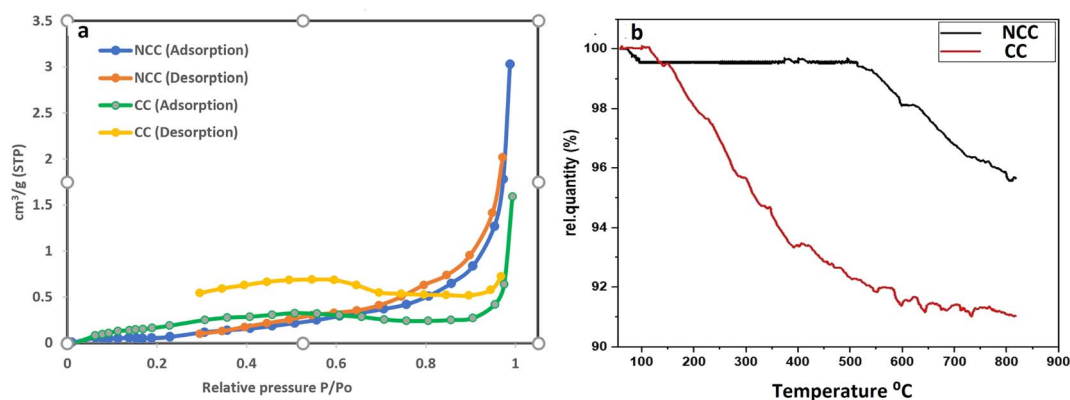 a
3.5
3
2.5
2
1.5
1
0.5
0
cm³/g (STP)
NCC (Adsorption)
NCC (Desorption)
CC (Adsorption)
CC (Desorption)
0 0.2 0.4 0.6 0.8 1
Relative pressure P/Po
b
NCC
CC
100
98
96
94
92
90
rel.quantity (%)
100 200 300 400 500 600 700 800 900
Temperature ⁰C